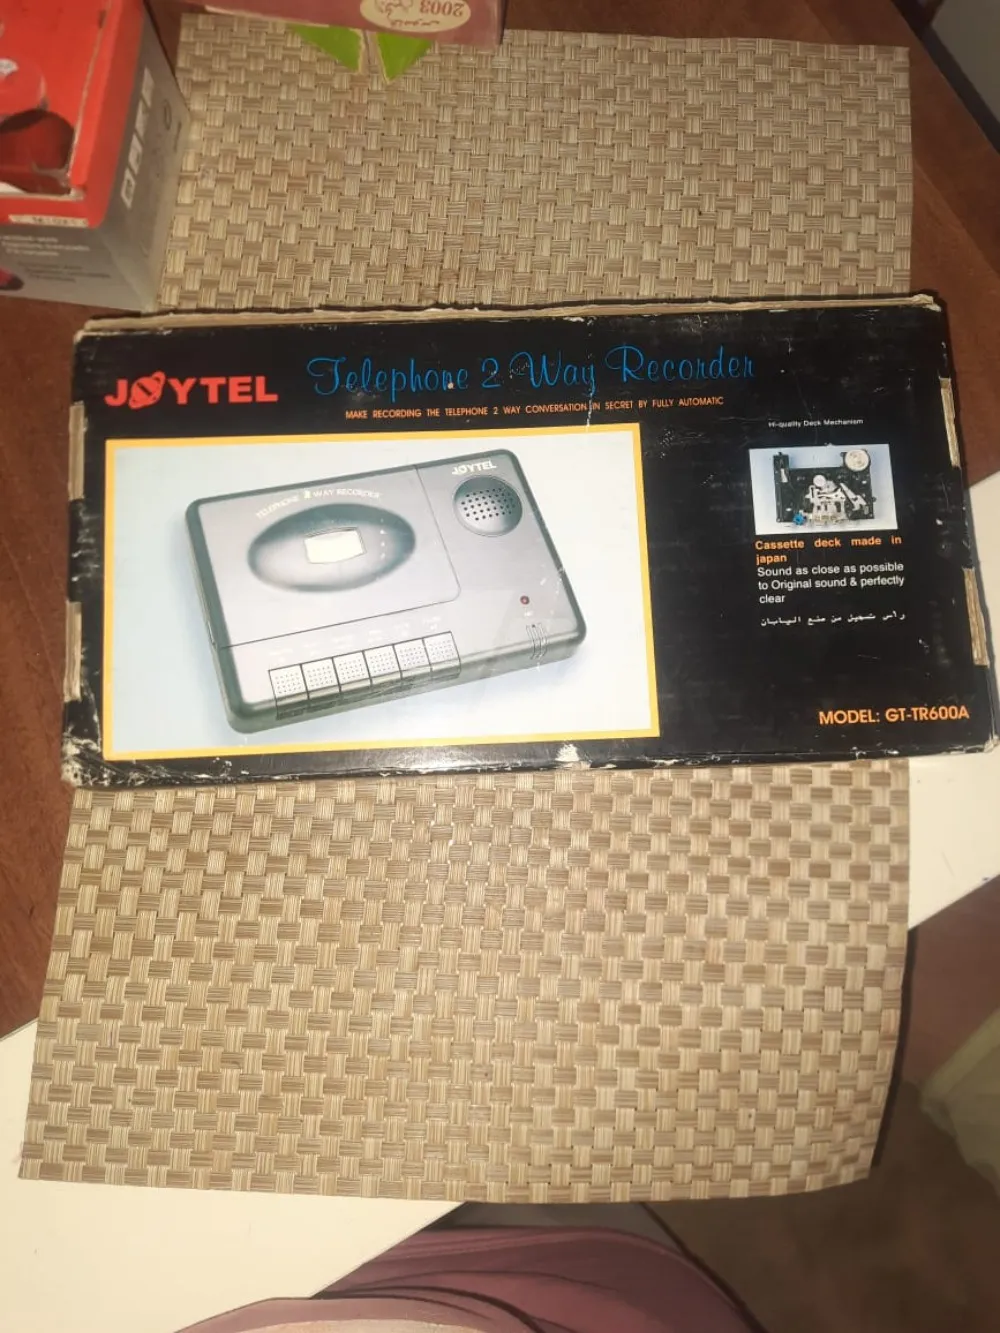 2003
JOYTEL
Telephone 2 Way Recorder
MAKE RECORDING THE TELEPHONE 2 WAY CONVERSATION IN SECRET BY FULLY AUTOMATIC
JOYTEL
TELEPHONE 2 WAY RECORDER
Hi-quality Deck Mechanism
Cassette deck made in
japan
Sound as close as possible
to Original sound & perfectly
clear
رأس تسجيل من صنع اليابان
MODEL: GT-TR600A